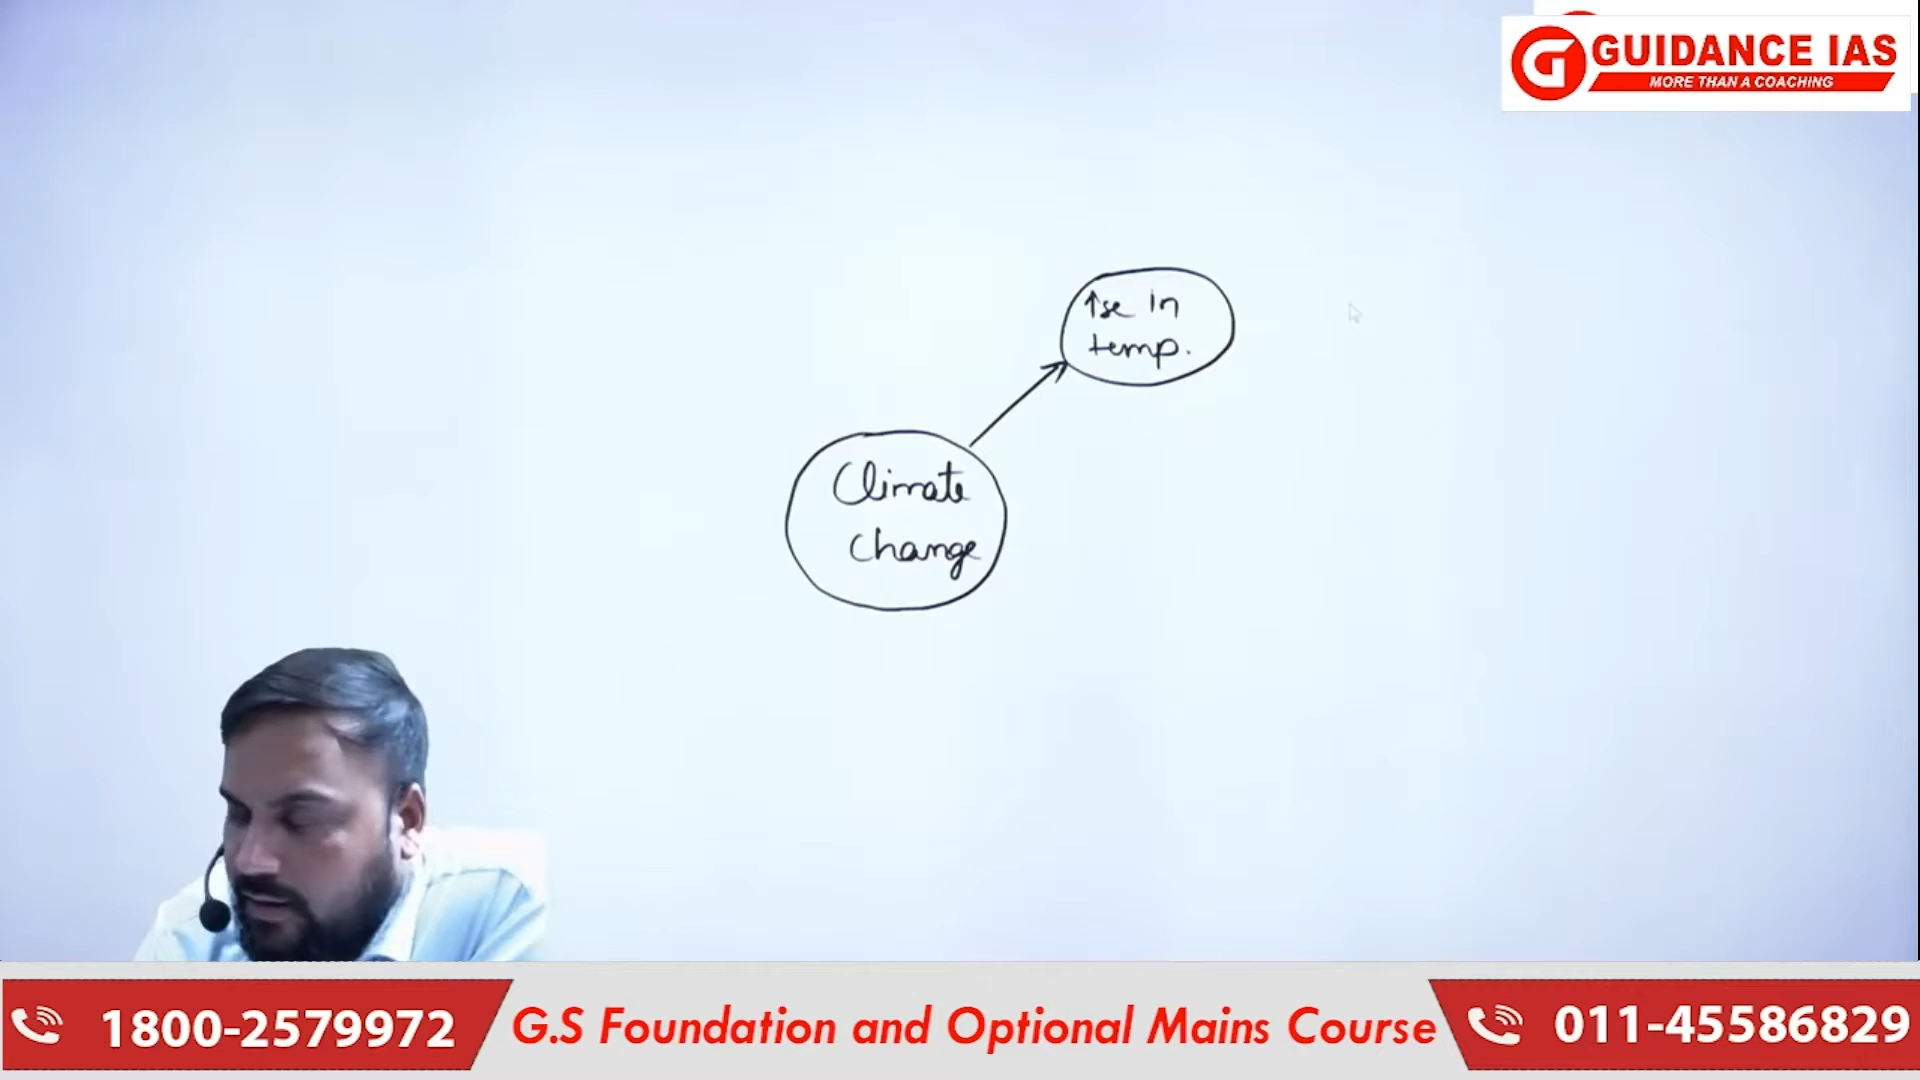 GUIDANCE IAS
MORE THAN A COACHING
↑se in
temp.
Climate
Change
1800-2579972
G.S Foundation and Optional Mains Course
011-45586829